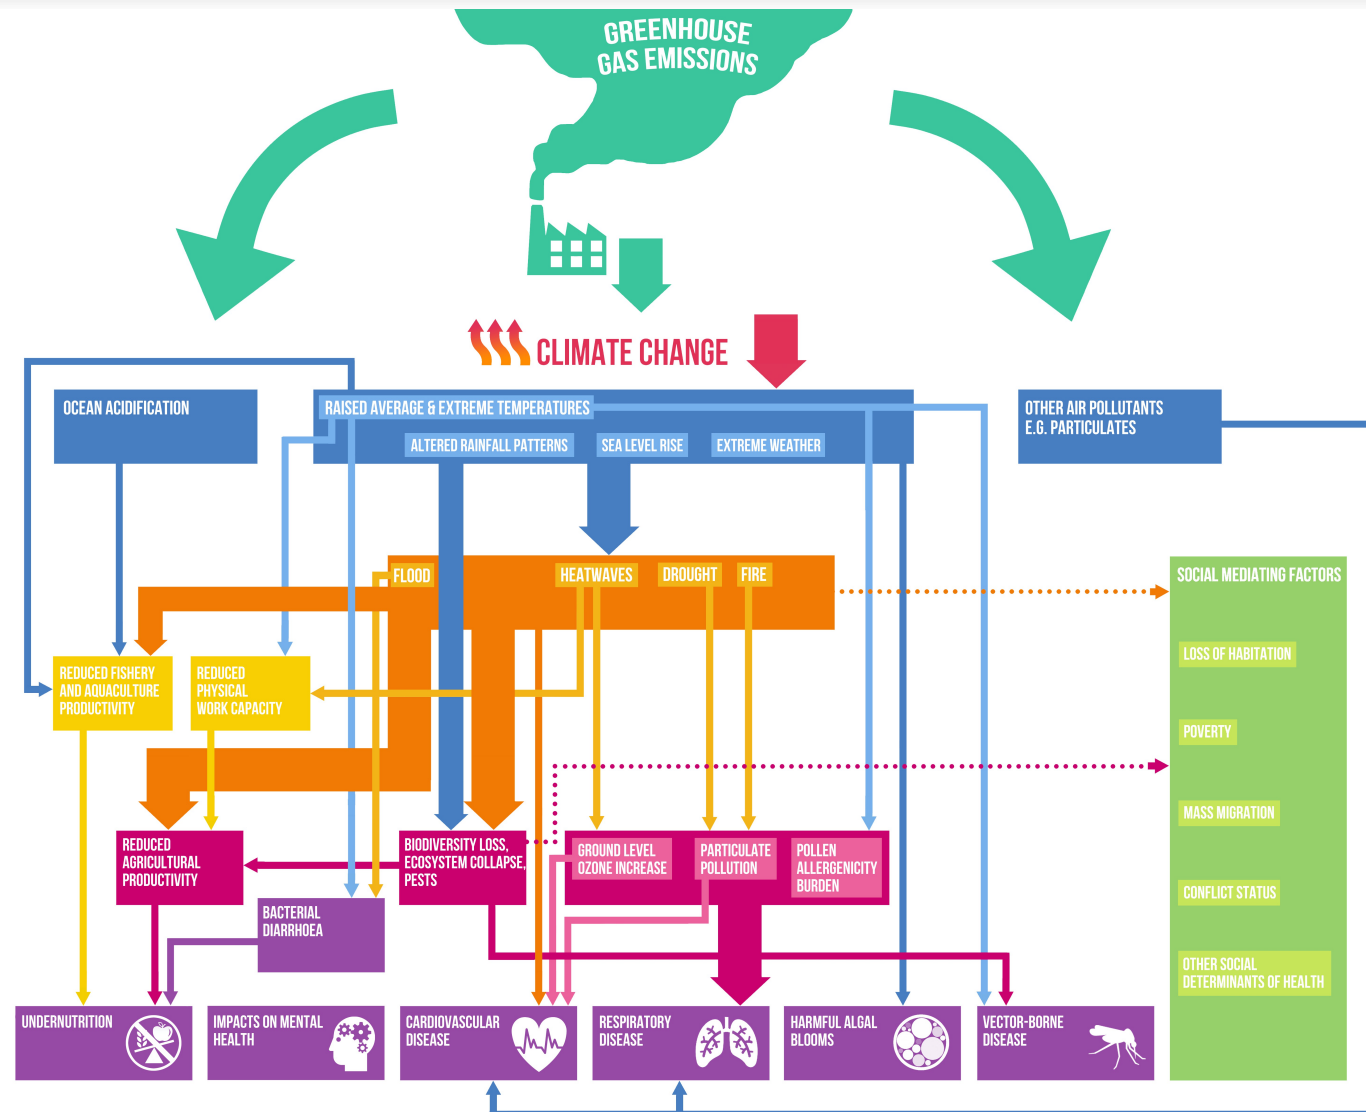 GREENHOUSE
GAS EMISSIONS
CLIMATE CHANGE
OCEAN ACIDIFICATION
RAISED AVERAGE & EXTREME TEMPERATURES
ALTERED RAINFALL PATTERNS
SEA LEVEL RISE
EXTREME WEATHER
OTHER AIR POLLUTANTS
E.G. PARTICULATES
FLOOD
HEATWAVES
DROUGHT
FIRE
SOCIAL MEDIATING FACTORS
LOSS OF HABITATION
POVERTY
MASS MIGRATION
CONFLICT STATUS
OTHER SOCIAL
DETERMINANTS OF HEALTH
REDUCED FISHERY
AND AQUACULTURE
PRODUCTIVITY
REDUCED
PHYSICAL
WORK CAPACITY
REDUCED
AGRICULTURAL
PRODUCTIVITY
BIODIVERSITY LOSS,
ECOSYSTEM COLLAPSE,
PESTS
GROUND LEVEL
OZONE INCREASE
PARTICULATE
POLLUTION
POLLEN
ALLERGENICITY
BURDEN
BACTERIAL
DIARRHOEA
UNDERNUTRITION
IMPACTS ON MENTAL
HEALTH
CARDIOVASCULAR
DISEASE
RESPIRATORY
DISEASE
HARMFUL ALGAL
BLOOMS
VECTOR-BORNE
DISEASE